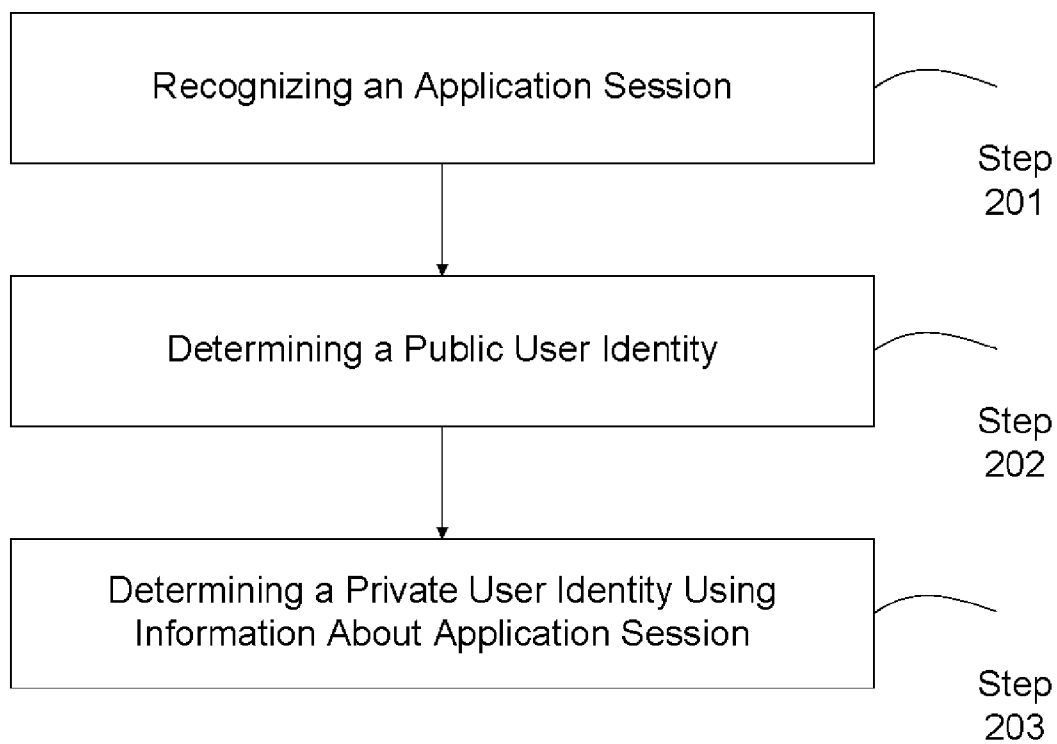 Recognizing an Application Session
Step
201
Determining a Public User Identity
Step
202
Determining a Private User Identity Using
Information About Application Session
Step
203